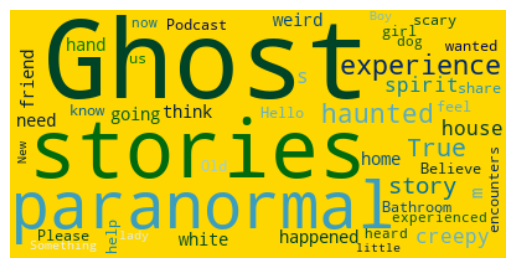 now Podcast weird Boy scary
girl
hand us dog wanted
friend Ghost s experience
spirit share
know going think Hello haunted feel
need house
New stories Old home True
Believe encounters
paranormal story m
Bathroom
experienced
Please help lady white happened heard creepy
Something little